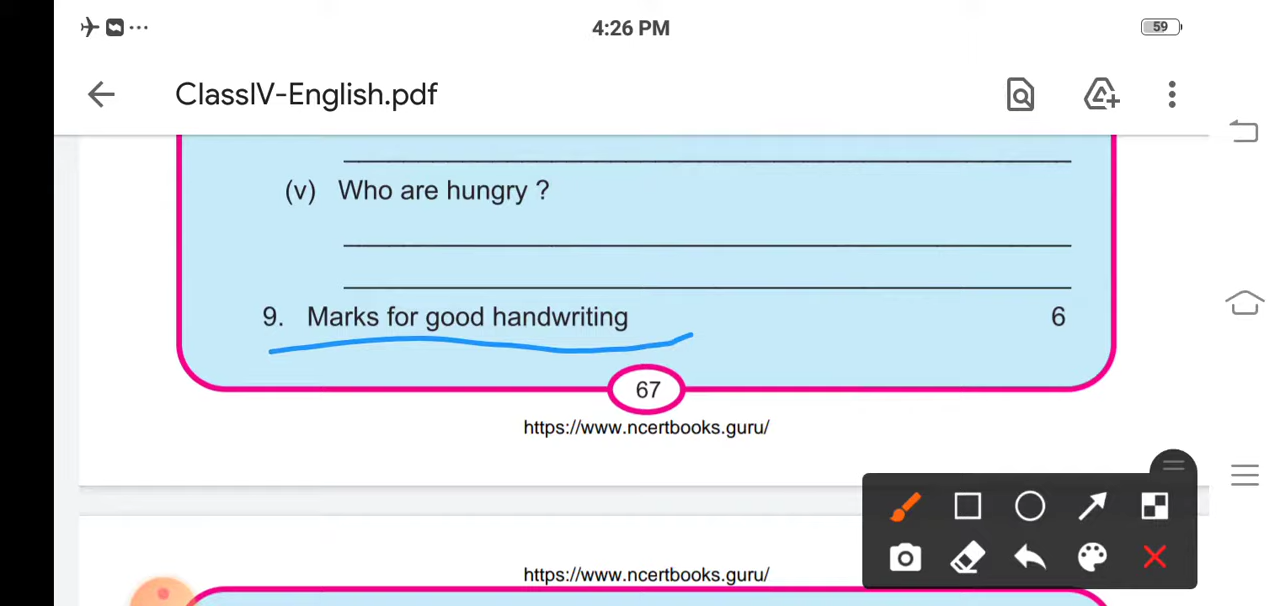 4:26 PM
59
ClassIV-English.pdf
(v) Who are hungry ?
9. Marks for good handwriting 6
67
https://www.ncertbooks.guru/
https://www.ncertbooks.guru/